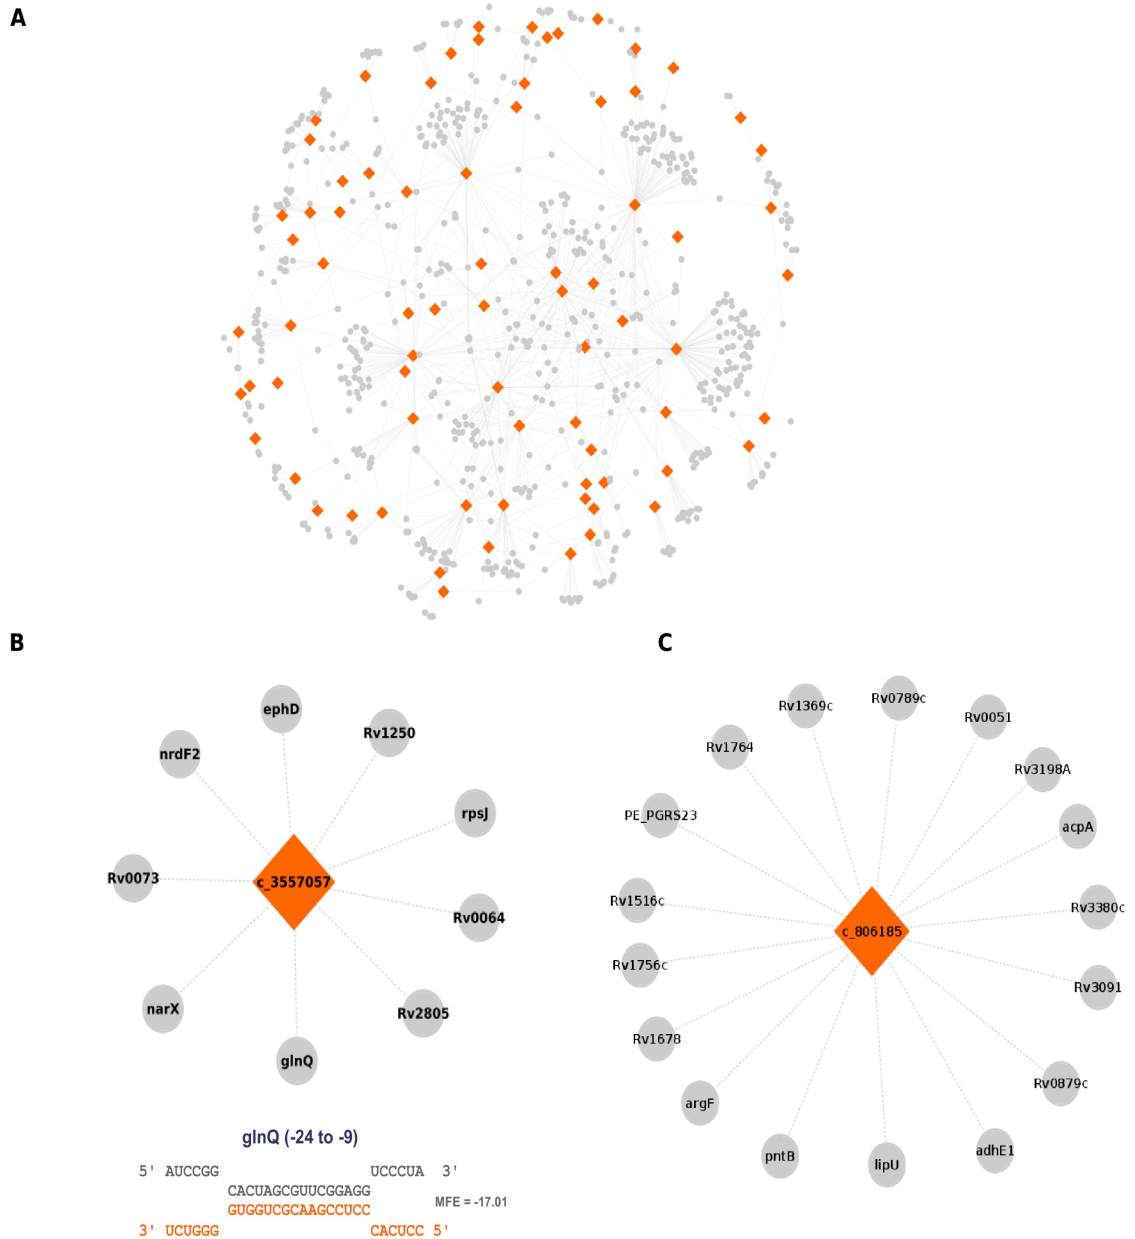 A
B
C
ephD
Rv1250
nrdF2
rpsJ
Rv0073
c_3557057
Rv0064
narX
Rv2805
glnQ
Rv1369c
Rv0789c
Rv0051
Rv1764
Rv3198A
PE_PGRS23
acpA
Rv1516c
Rv3380c
c_806185
Rv1756c
Rv3091
Rv1678
Rv0879c
argF
pntB
lipU
adhE1
glnQ (-24 to -9)
5' AUCCGG UCCCUA 3'
CACUAGCGUUCGGAGG
MFE = -17.01
GUGGUCGCAAGCCUCC
3' UCUGGG CACUCC 5'